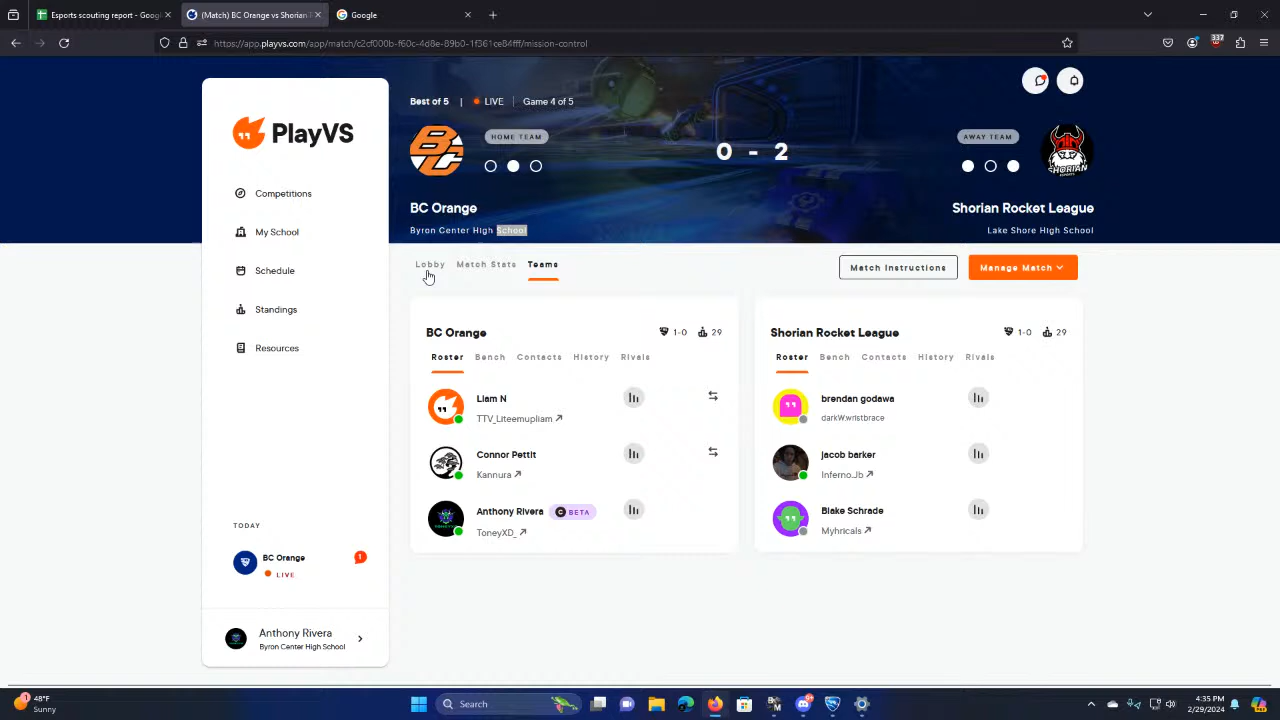 Esports scouting report - Googl
(Match) BC Orange vs Shorian F
Google
https://app.playvs.com/app/match/c2cf000b-f60c-4d8e-89b0-1f361ce84fff/mission-control
337
PlayVS
Competitions
My School
Schedule
Standings
Resources
TODAY
BC Orange
1
LIVE
Anthony Rivera
Byron Center High School
Best of 5 | LIVE | Game 4 of 5
BC
HOME TEAM
0 - 2
AWAY TEAM
SHORIAN
ESPORTS
BC Orange
Shorian Rocket League
Byron Center High School
Lake Shore High School
Lobby Match Stats Teams
Match Instructions
Manage Match
BC Orange
1-0 29
Roster Bench Contacts History Rivals
Liam N
TTV_Liteemupliam
Connor Pettit
Kannura
Anthony Rivera C BETA
ToneyXD_
Shorian Rocket League
1-0 29
Roster Bench Contacts History Rivals
brendan godawa
darkW.wristbrace
jacob barker
Inferno.Jb
Blake Schrade
Myhricals
1
48°F
Sunny
Search
4:35 PM
2/29/2024